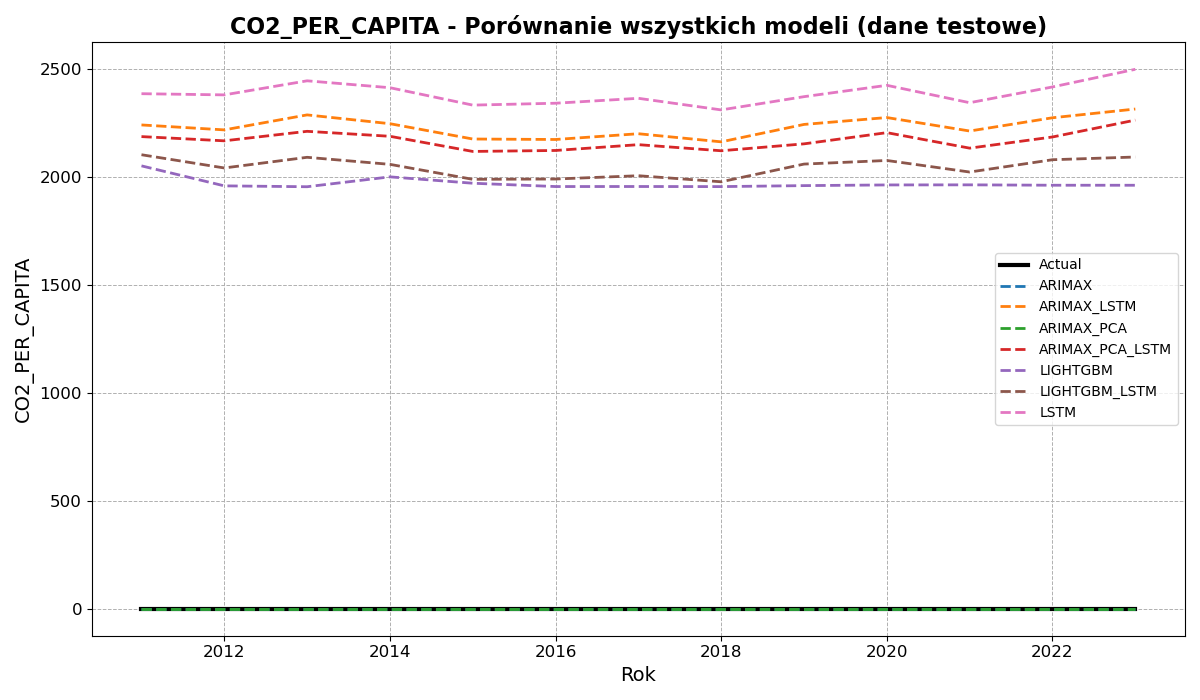 CO2_PER_CAPITA - Porównanie wszystkich modeli (dane testowe)
2500
2000
1500
1000
500
0
CO2_PER_CAPITA
Actual
ARIMAX
ARIMAX_LSTM
ARIMAX_PCA
ARIMAX_PCA_LSTM
LIGHTGBM
LIGHTGBM_LSTM
LSTM
2012 2014 2016 2018 2020 2022
Rok